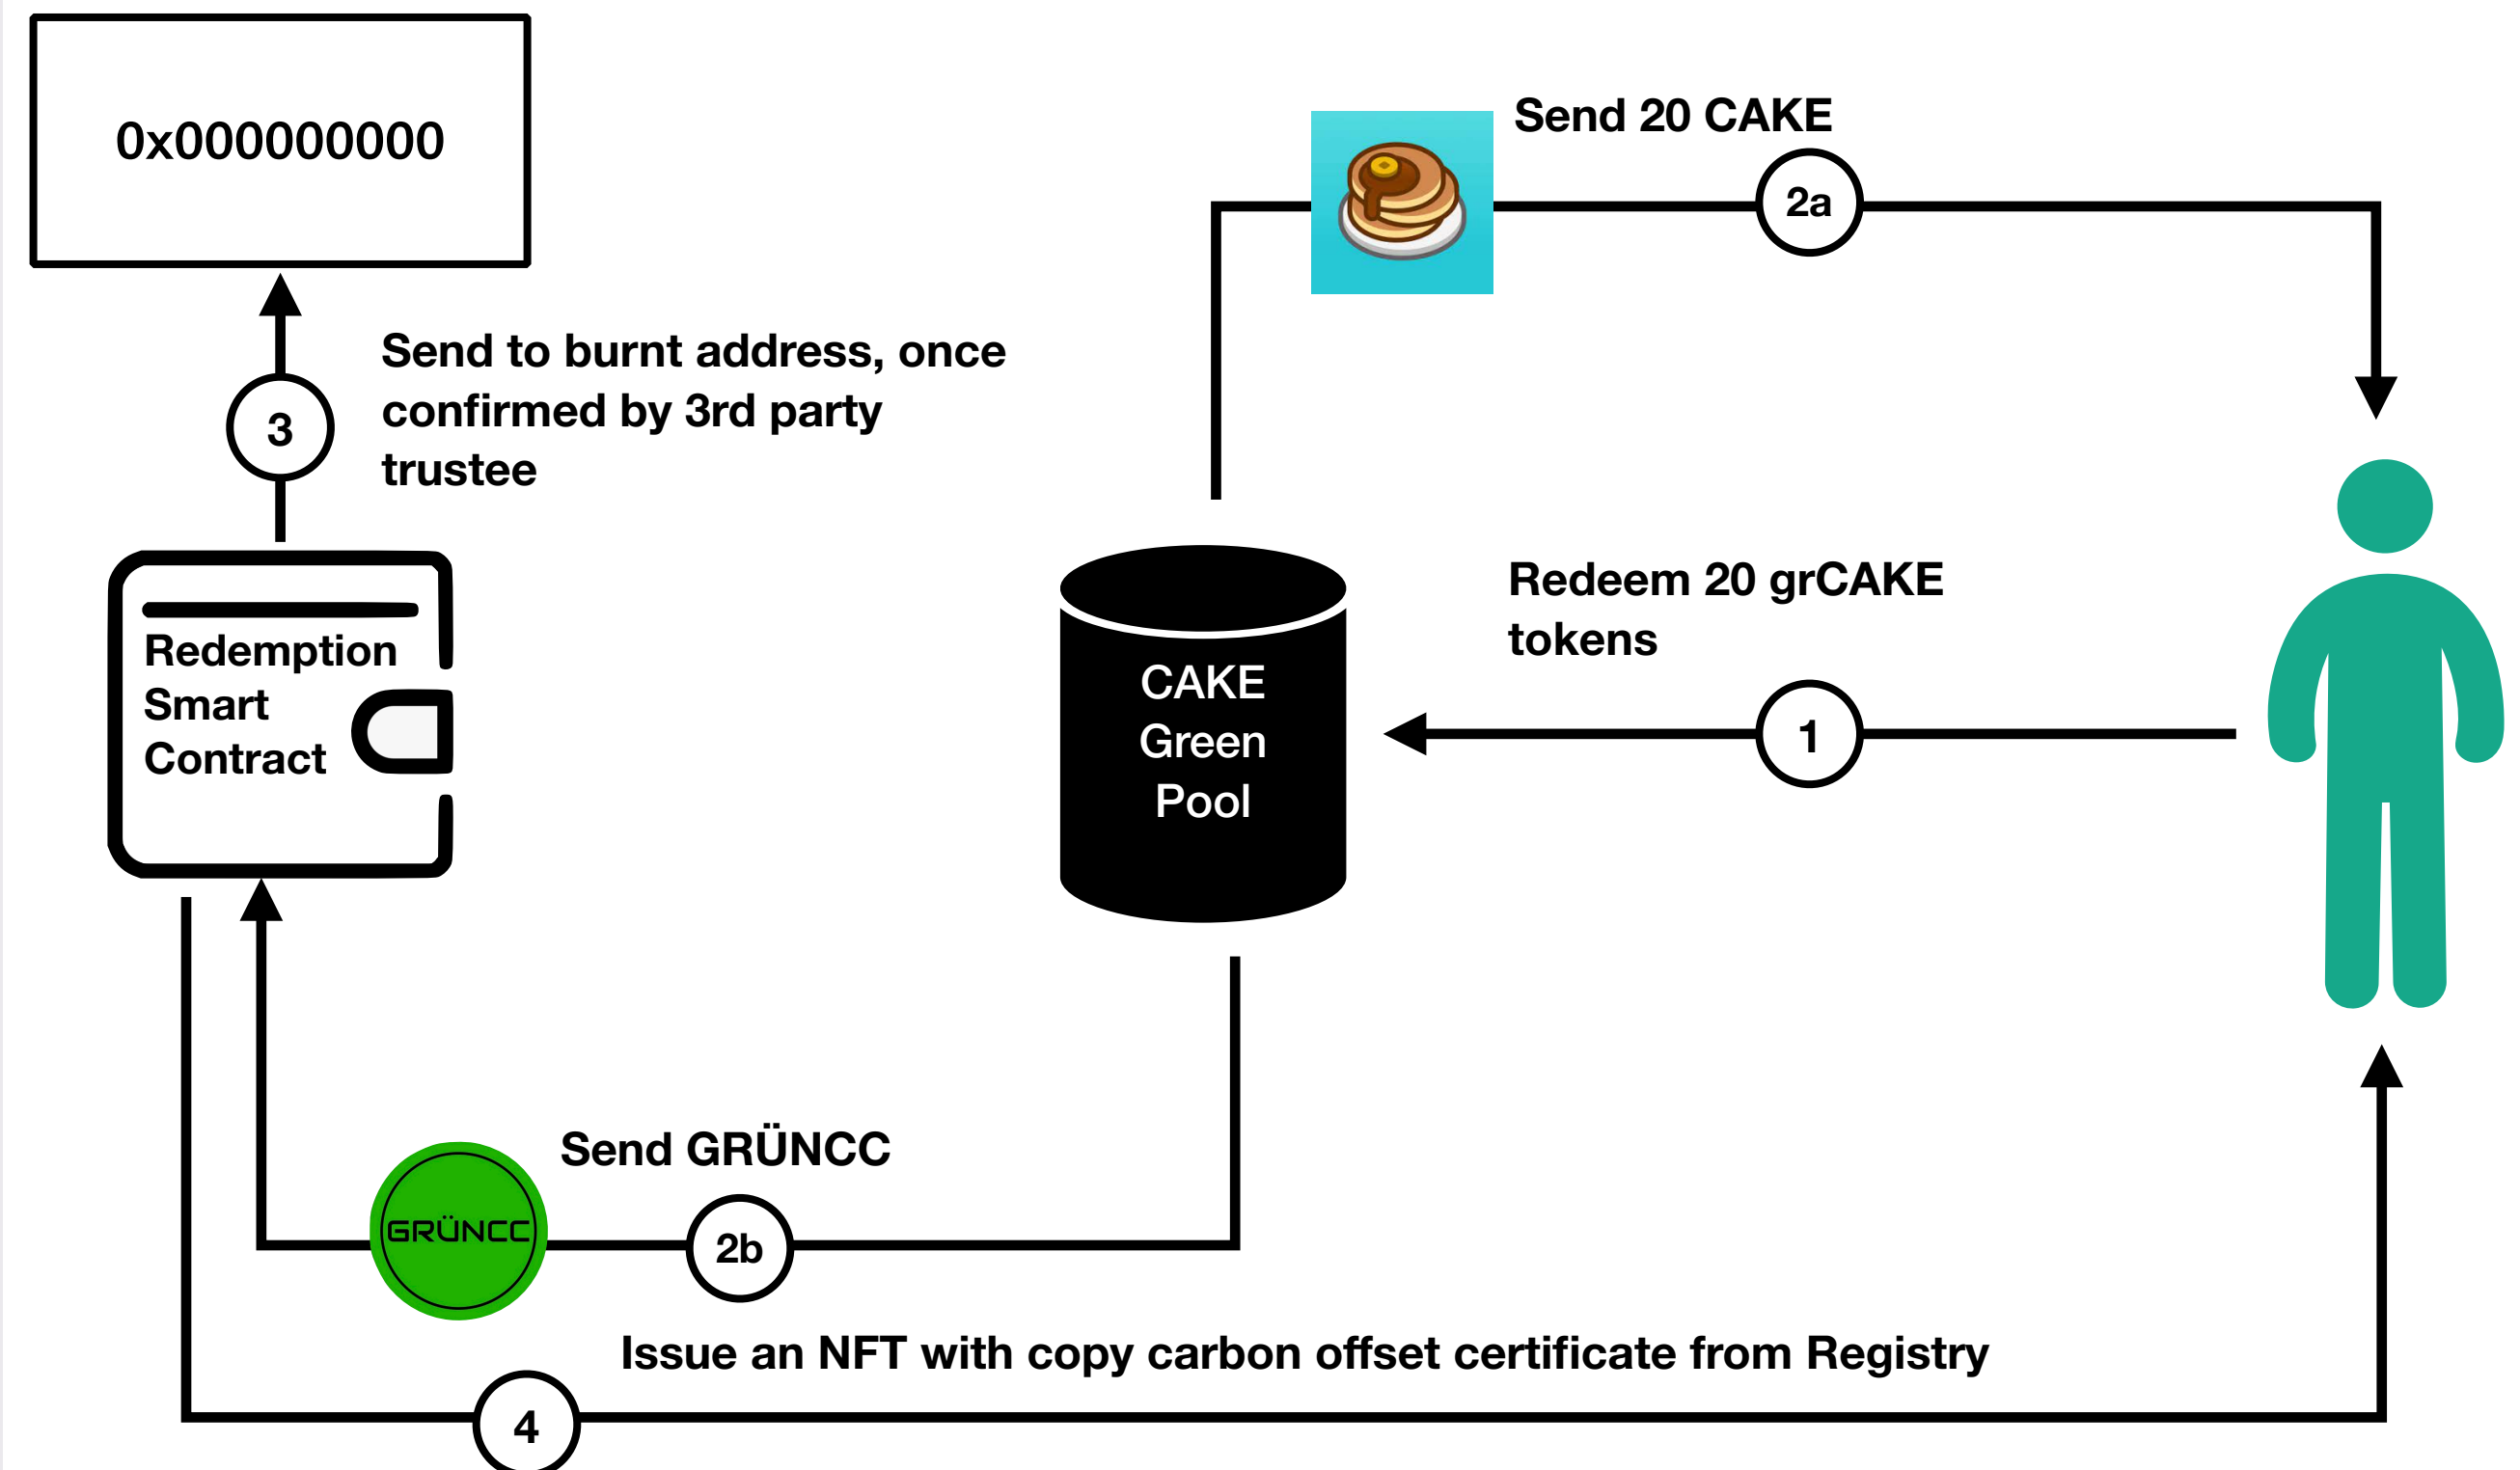 0x000000000
Send 20 CAKE
2a
Send to burnt address, once
confirmed by 3rd party
trustee
3
Redemption
Smart
Contract
CAKE
Green
Pool
Redeem 20 grCAKE
tokens
1
Send GRÜNCC
GRÜNCC
2b
Issue an NFT with copy carbon offset certificate from Registry
4